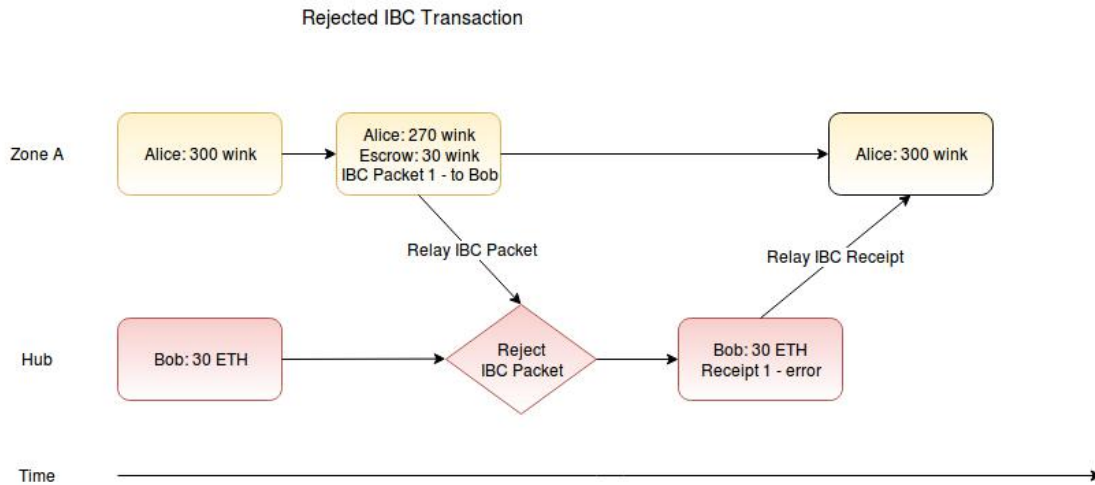 Rejected IBC Transaction
Zone A
Alice: 300 wink
Alice: 270 wink
Escrow: 30 wink
IBC Packet 1 - to Bob
Alice: 300 wink
Relay IBC Packet
Relay IBC Receipt
Hub
Bob: 30 ETH
Reject
IBC Packet
Bob: 30 ETH
Receipt 1 - error
Time